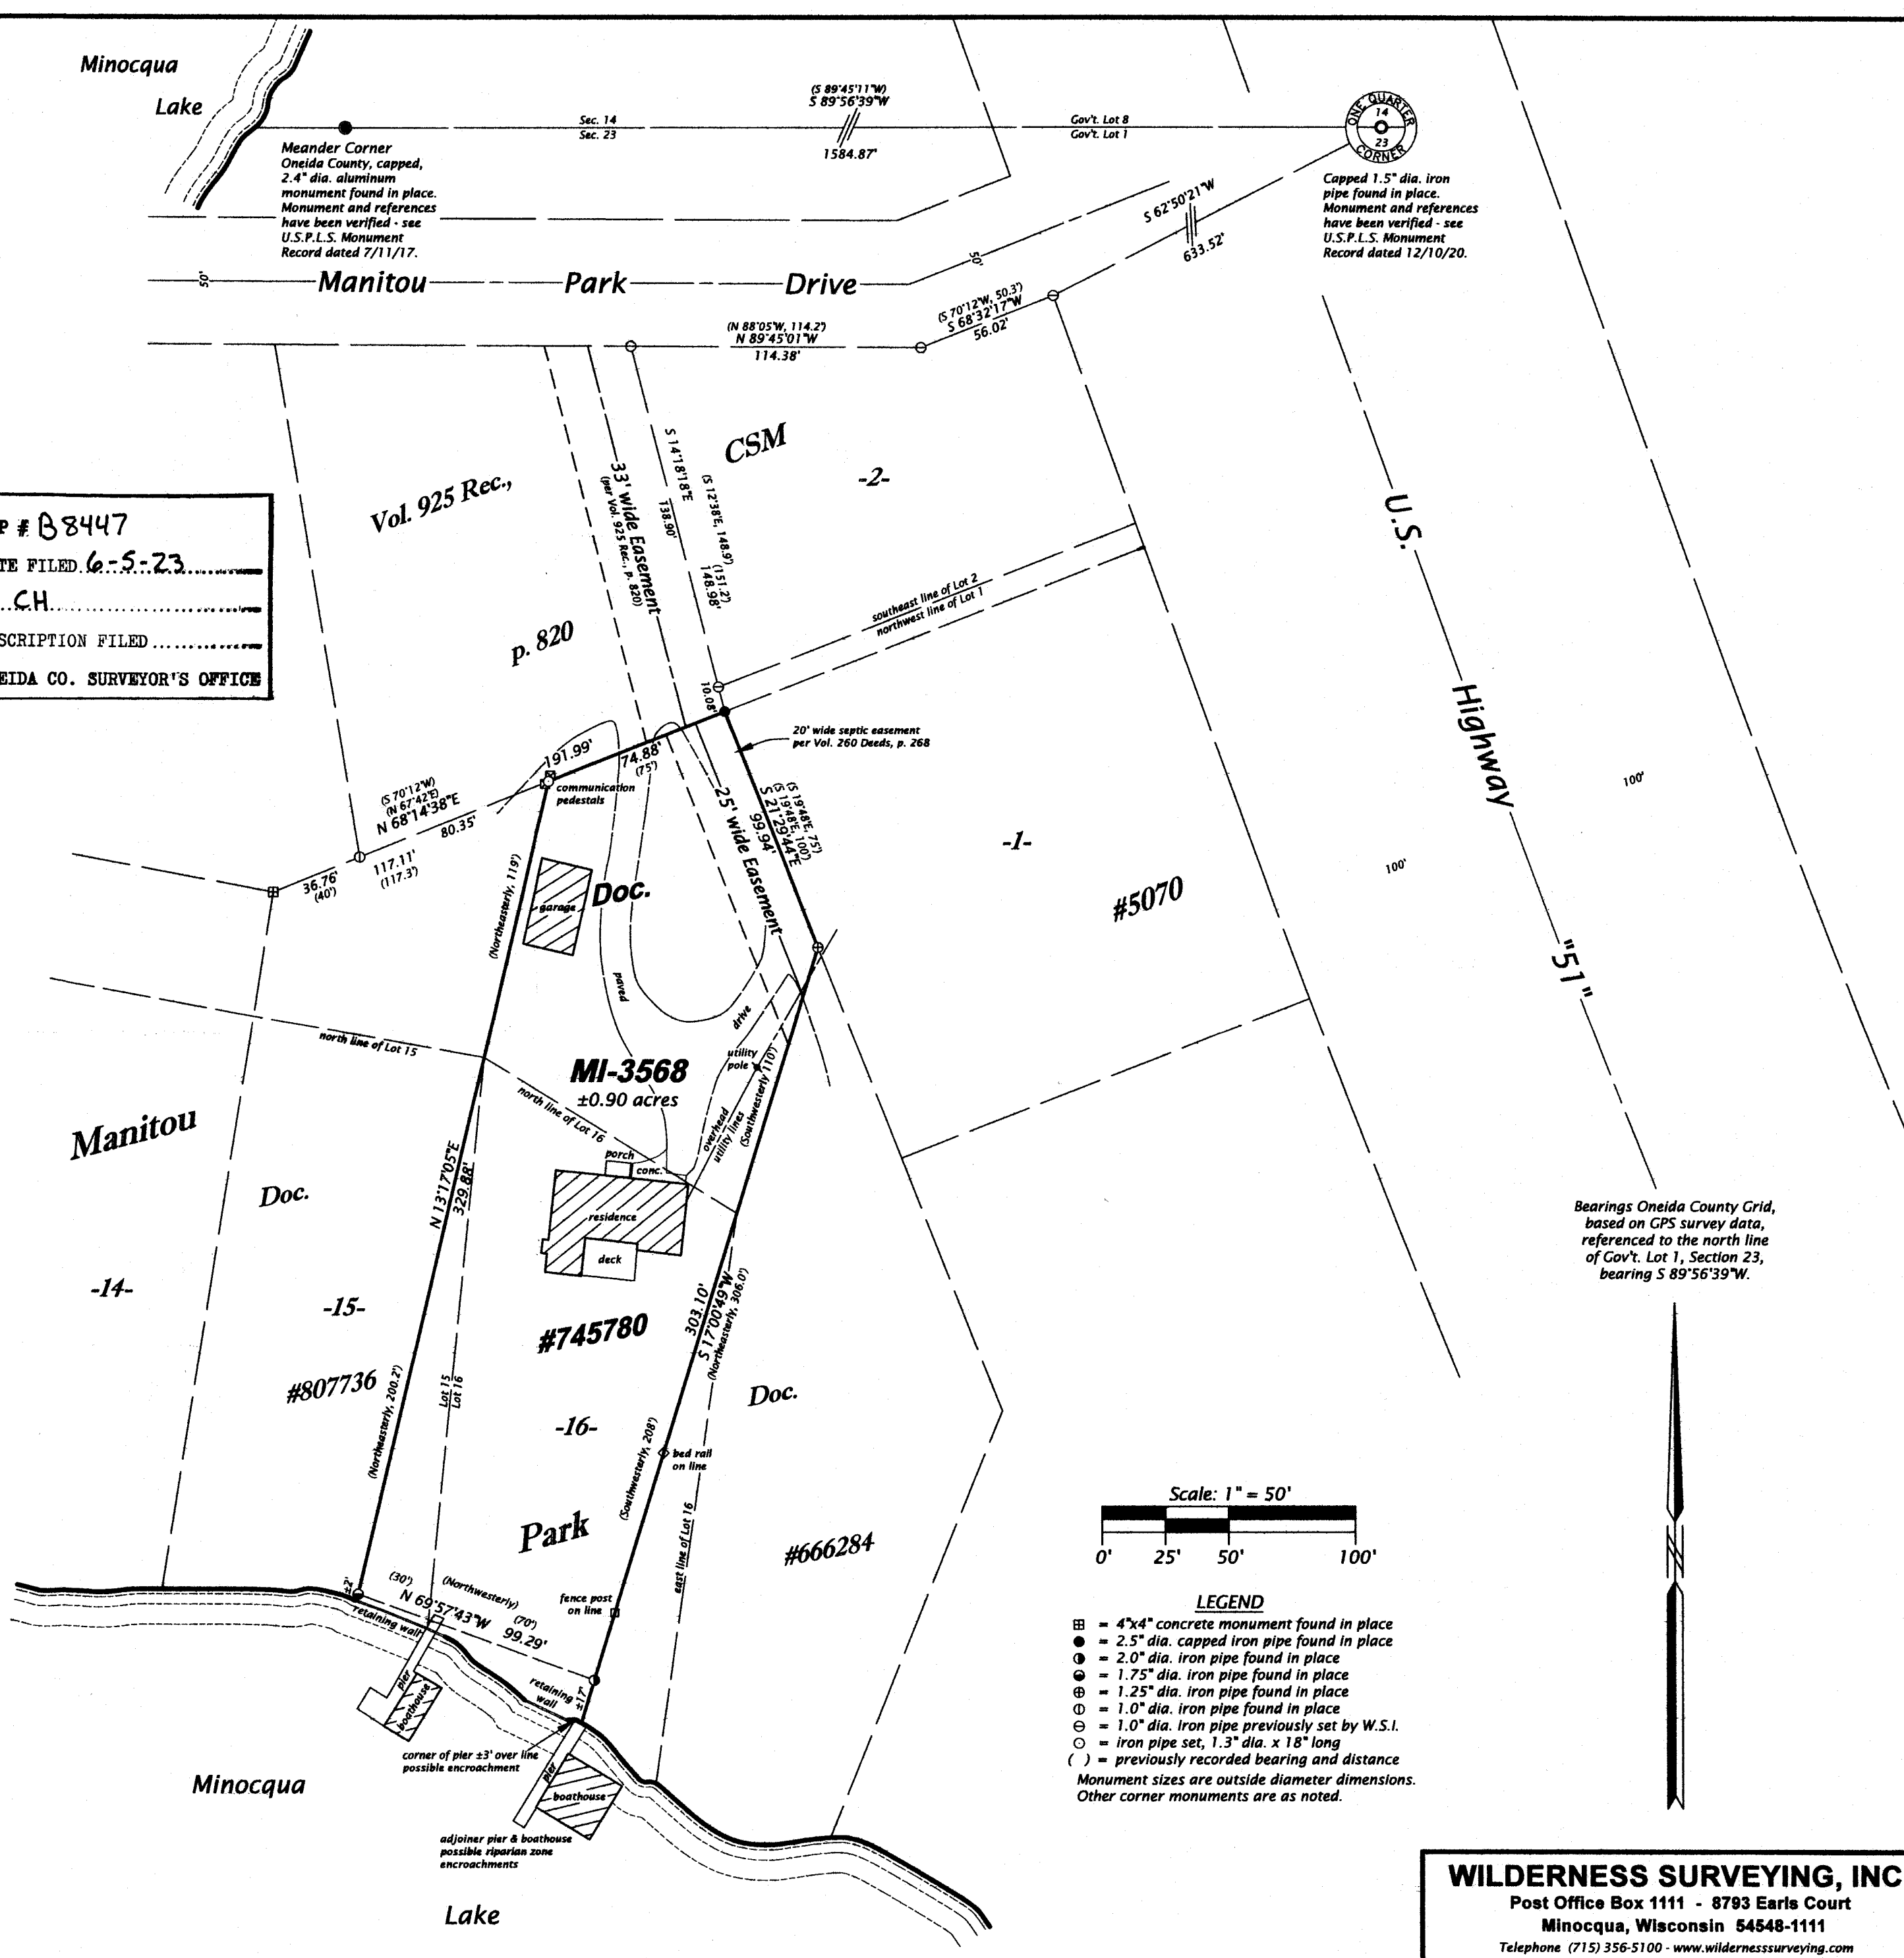 Minocqua
Lake
Meander Corner
Oneida County, capped,
2.4" dia. aluminum
monument found in place.
Monument and references
have been verified - see
U.S.P.L.S. Monument
Record dated 7/11/17.
Sec. 14
Sec. 23
(S 89°45'11"W)
S 89°56'39"W
1584.87'
Gov't. Lot 8
Gov't. Lot 1
ONE QUARTER
14
23
CORNER
Capped 1.5" dia. iron
pipe found in place.
Monument and references
have been verified - see
U.S.P.L.S. Monument
Record dated 12/10/20.
S 62°50'21"W
633.52'
50'
Manitou Park Drive
50'
(N 88°05'W, 114.2')
N 89°45'01"W
114.38'
(S 70°12'W, 50.3')
S 68°32'17"W
56.02'
P # B8447
TE FILED 6-5-23
CH
SCRIPTION FILED
EIDA CO. SURVEYOR'S OFFICE
Vol. 925 Rec.,
p. 820
33' wide Easement
(per Vol. 925 Rec., p. 820)
S 14°18'18"E
138.90'
(S 12°38'E, 148.9')
(151.2')
148.98'
10.08'
CSM
-2-
southeast line of Lot 2
northwest line of Lot 1
20' wide septic easement
per Vol. 260 Deeds, p. 268
U.S. Highway "51"
100'
100'
191.99'
74.88'
(75')
communication
pedestals
(S 70°12'W)
(N 67°42'E)
N 68°14'38"E
80.35'
117.11'
(117.3')
36.76'
(40')
25' wide Easement
(S 19°48'E, 75')
(S 19°48'E, 100')
S 21°29'44"E
99.94'
-1-
#5070
(Northeasterly, 119')
garage
Doc.
paved
drive
north line of Lot 15
MI-3568
±0.90 acres
utility
pole
north line of Lot 16
overhead
utility lines
(Southwesterly 110')
Manitou
Doc.
N 13°17'05"E
329.88'
porch
conc.
residence
deck
-14-
-15-
#807736
(Northeasterly, 200.2')
Lot 15
Lot 16
#745780
303.10'
S 17°00'49"W
(Northeasterly, 306.0')
-16-
Doc.
#666284
(Southwesterly, 208')
bed rail
on line
Park
east line of Lot 16
fence post
on line
±2'
(30')
(Northwesterly)
N 69°57'43"W
(70')
99.29'
retaining wall
pier
boathouse
retaining
wall
±17'
corner of pier ±3' over line
possible encroachment
pier
boathouse
adjoiner pier & boathouse
possible riparian zone
encroachments
Minocqua
Lake
Bearings Oneida County Grid,
based on GPS survey data,
referenced to the north line
of Gov't. Lot 1, Section 23,
bearing S 89°56'39"W.
Scale: 1" = 50'
0' 25' 50' 100'
LEGEND
= 4"x4" concrete monument found in place
= 2.5" dia. capped iron pipe found in place
= 2.0" dia. iron pipe found in place
= 1.75" dia. iron pipe found in place
= 1.25" dia. iron pipe found in place
= 1.0" dia. iron pipe found in place
= 1.0" dia. iron pipe previously set by W.S.I.
= iron pipe set, 1.3" dia. x 18" long
( ) = previously recorded bearing and distance
Monument sizes are outside diameter dimensions.
Other corner monuments are as noted.
WILDERNESS SURVEYING, INC
Post Office Box 1111 - 8793 Earls Court
Minocqua, Wisconsin 54548-1111
Telephone (715) 356-5100 - www.wildernesssurveying.com